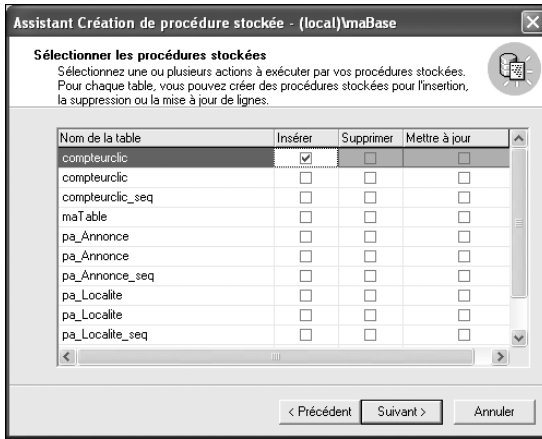 Assistant Création de procédure stockée - (local)\maBase
Sélectionner les procédures stockées
Sélectionnez une ou plusieurs actions à exécuter par vos procédures stockées.
Pour chaque table, vous pouvez créer des procédures stockées pour l'insertion,
la suppression ou la mise à jour de lignes.
Nom de la table Insérer Supprimer Mettre à jour
compteurclic
compteurclic
compteurclic_seq
maTable
pa_Annonce
pa_Annonce
pa_Annonce_seq
pa_Localite
pa_Localite
pa_Localite_seq
< Précédent Suivant > Annuler